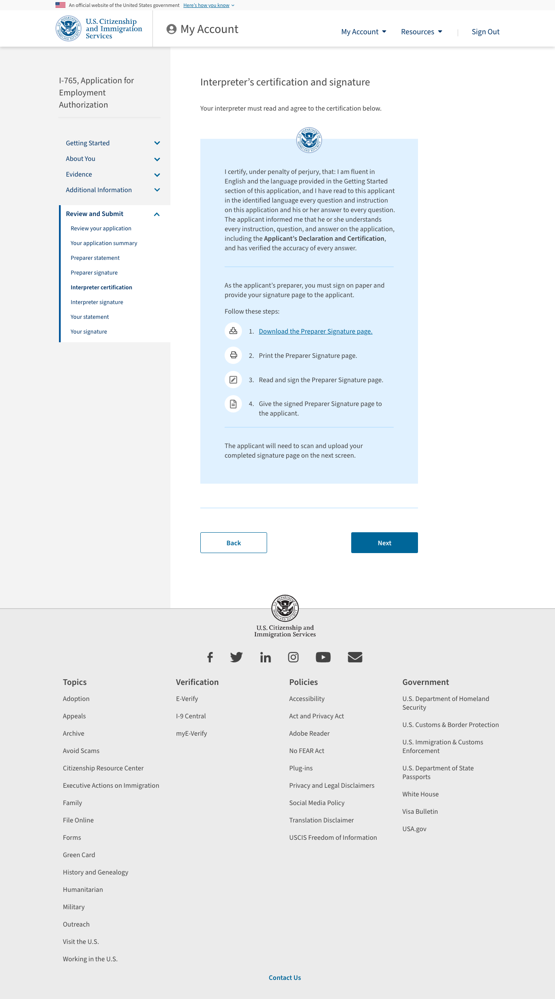 An official website of the United States government Here's how you know
U.S. Citizenship
and Immigration
Services
My Account
My Account
Resources
Sign Out
I-765, Application for
Employment
Authorization
Getting Started
About You
Evidence
Additional Information
Review and Submit
Review your application
Your application summary
Preparer statement
Preparer signature
Interpreter certification
Interpreter signature
Your statement
Your signature
Interpreter’s certification and signature
Your interpreter must read and agree to the certification below.
U.S. DEPARTMENT OF HOMELAND SECURITY
I certify, under penalty of perjury, that: I am fluent in
English and the language provided in the Getting Started
section of this application, and I have read to this applicant
in the identified language every question and instruction
on this application and his or her answer to every question.
The applicant informed me that he or she understands
every instruction, question, and answer on the application,
including the Applicant’s Declaration and Certification,
and has verified the accuracy of every answer.
As the applicant’s preparer, you must sign on paper and
provide your signature page to the applicant.
Follow these steps:
1. Download the Preparer Signature page.
2. Print the Preparer Signature page.
3. Read and sign the Preparer Signature page.
4. Give the signed Preparer Signature page to
the applicant.
The applicant will need to scan and upload your
completed signature page on the next screen.
Back
Next
U.S. DEPARTMENT OF HOMELAND SECURITY
U.S. Citizenship and
Immigration Services
Topics
Adoption
Appeals
Archive
Avoid Scams
Citizenship Resource Center
Executive Actions on Immigration
Family
File Online
Forms
Green Card
History and Genealogy
Humanitarian
Military
Outreach
Visit the U.S.
Working in the U.S.
Verification
E-Verify
I-9 Central
myE-Verify
Policies
Accessibility
Act and Privacy Act
Adobe Reader
No FEAR Act
Plug-ins
Privacy and Legal Disclaimers
Social Media Policy
Translation Disclaimer
USCIS Freedom of Information
Government
U.S. Department of Homeland
Security
U.S. Customs & Border Protection
U.S. Immigration & Customs
Enforcement
U.S. Department of State
Passports
White House
Visa Bulletin
USA.gov
Contact Us